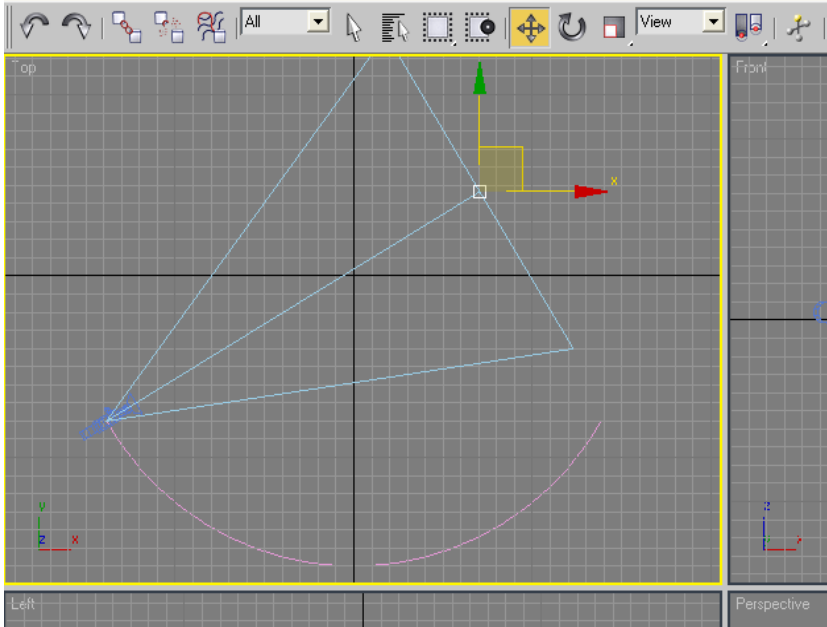 All
View
Top
Front
x
y
z x
z
x
Left
Perspective